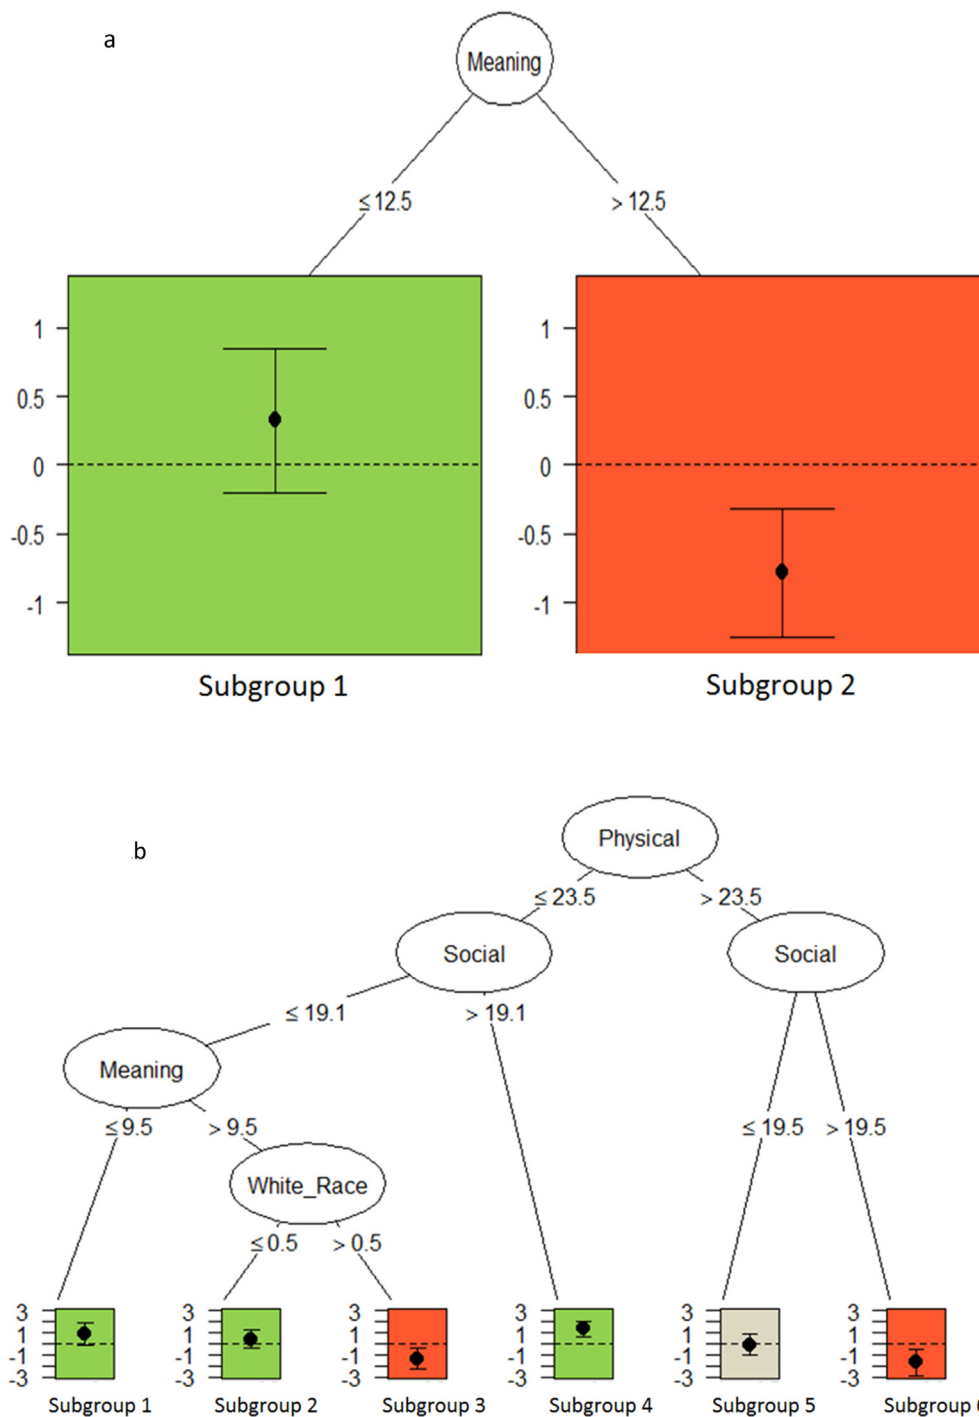 a
Meaning
≤ 12.5
> 12.5
1
0.5
0
-0.5
-1
1
0.5
0
-0.5
-1
Subgroup 1
Subgroup 2
b
Physical
≤ 23.5
> 23.5
Social
Social
≤ 19.1
> 19.1
Meaning
≤ 9.5
> 9.5
≤ 19.5
> 19.5
White_Race
≤ 0.5
> 0.5
3
1
-1
-3
3
1
-1
-3
3
1
-1
-3
3
1
-1
-3
3
1
-1
-3
3
1
-1
-3
Subgroup 1
Subgroup 2
Subgroup 3
Subgroup 4
Subgroup 5
Subgroup